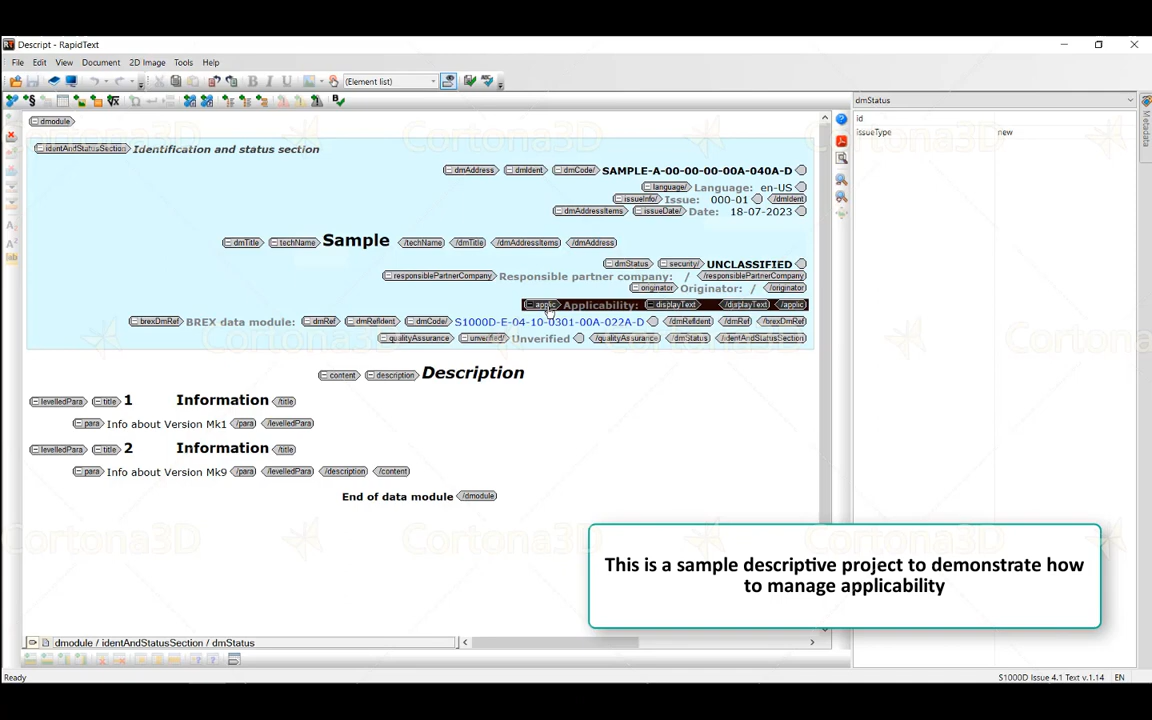 Descript - RapidText
File Edit View Document 2D Image Tools Help
B I U (Element list)
dmodule
identAndStatusSection Identification and status section
dmAddress dmIdent dmCode/ SAMPLE-A-00-00-00-00A-040A-D
language/ Language: en-US
issueInfo/ Issue: 000-01 /dmIdent
dmAddressItems issueDate/ Date: 18-07-2023
dmTitle techName Sample /techName /dmTitle /dmAddressItems /dmAddress
dmStatus security/ UNCLASSIFIED
responsiblePartnerCompany Responsible partner company: / /responsiblePartnerCompany
originator Originator: / /originator
applic Applicability: displayText /displayText /applic
brexDmRef BREX data module: dmRef dmRefIdent dmCode/ S1000D-E-04-10-0301-00A-022A-D /dmRefIdent /dmRef /brexDmRef
qualityAssurance unverified/ Unverified /qualityAssurance /dmStatus /identAndStatusSection
content description Description
levelledPara title 1 Information /title
para Info about Version Mk1 /para /levelledPara
levelledPara title 2 Information /title
para Info about Version Mk9 /para /levelledPara /description /content
End of data module /dmodule
dmodule / identAndStatusSection / dmStatus
dmStatus
id
issueType new
Metadata
This is a sample descriptive project to demonstrate how
to manage applicability
Ready S1000D Issue 4.1 Text v.1.14 EN
Cortona3D